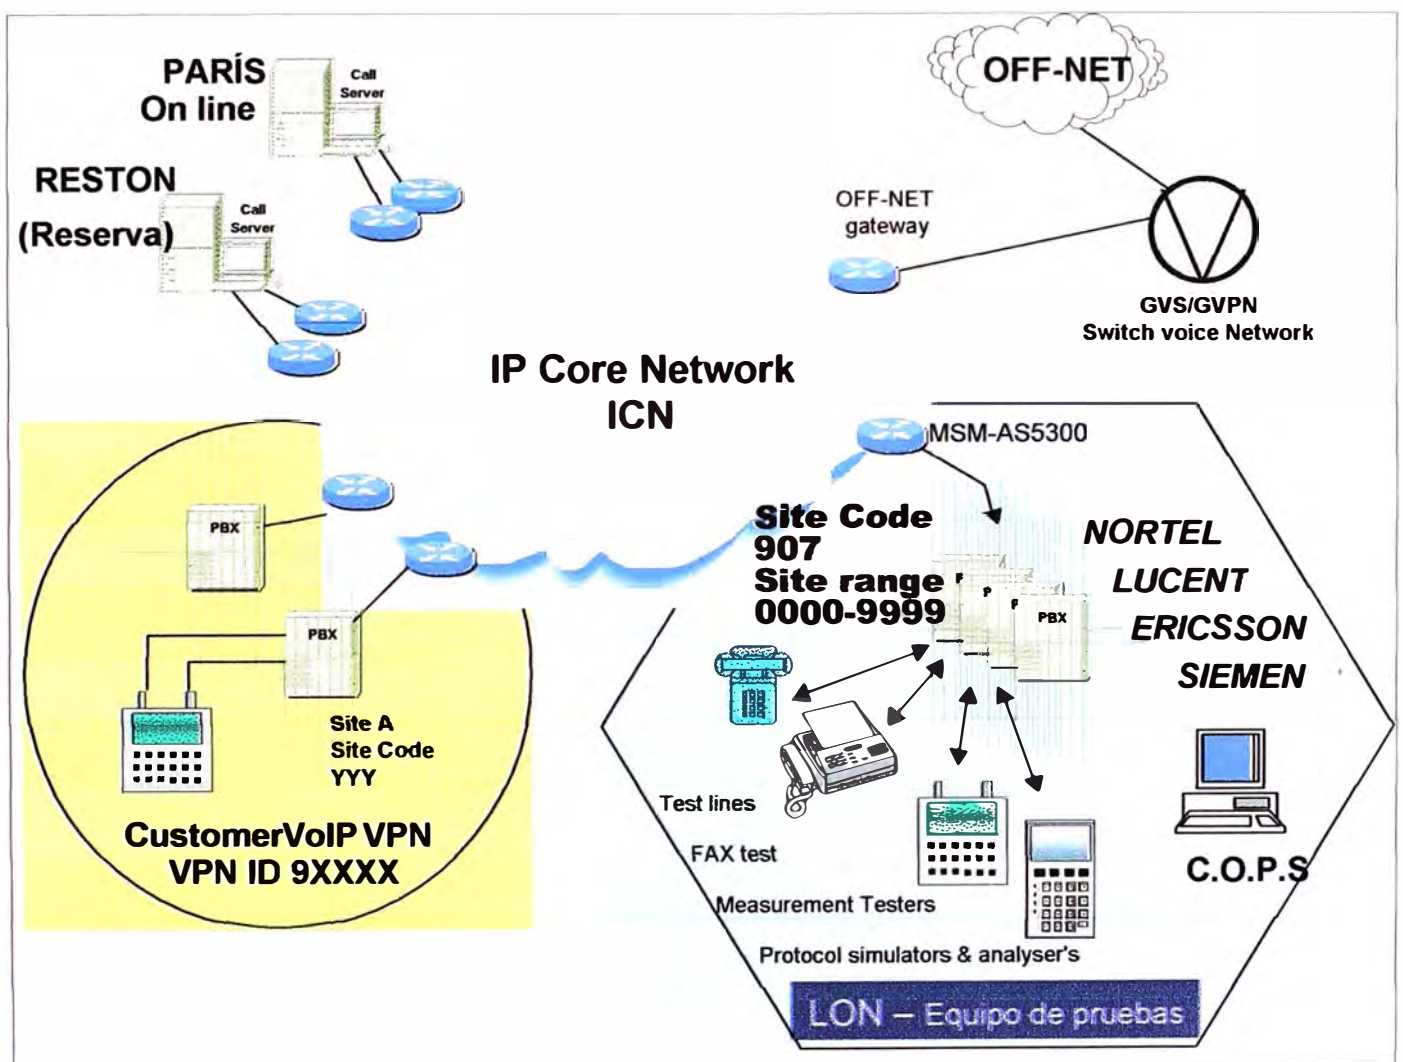 PARÍS
On line
Call
Server
RESTON
(Reserva)
Call
Server
OFF-NET
OFF-NET
gateway
GVS/GVPN
Switch voice Network
IP Core Network
ICN
MSM-AS5300
Site Code
907
Site range
0000-9999
P
P
P
PBX
NORTEL
LUCENT
ERICSSON
SIEMEN
PBX
PBX
Site A
Site Code
YYY
CustomerVoIP VPN
VPN ID 9XXXX
Test lines
FAX test
Measurement Testers
Protocol simulators & analyser's
C.O.P.S
LON – Equipo de pruebas